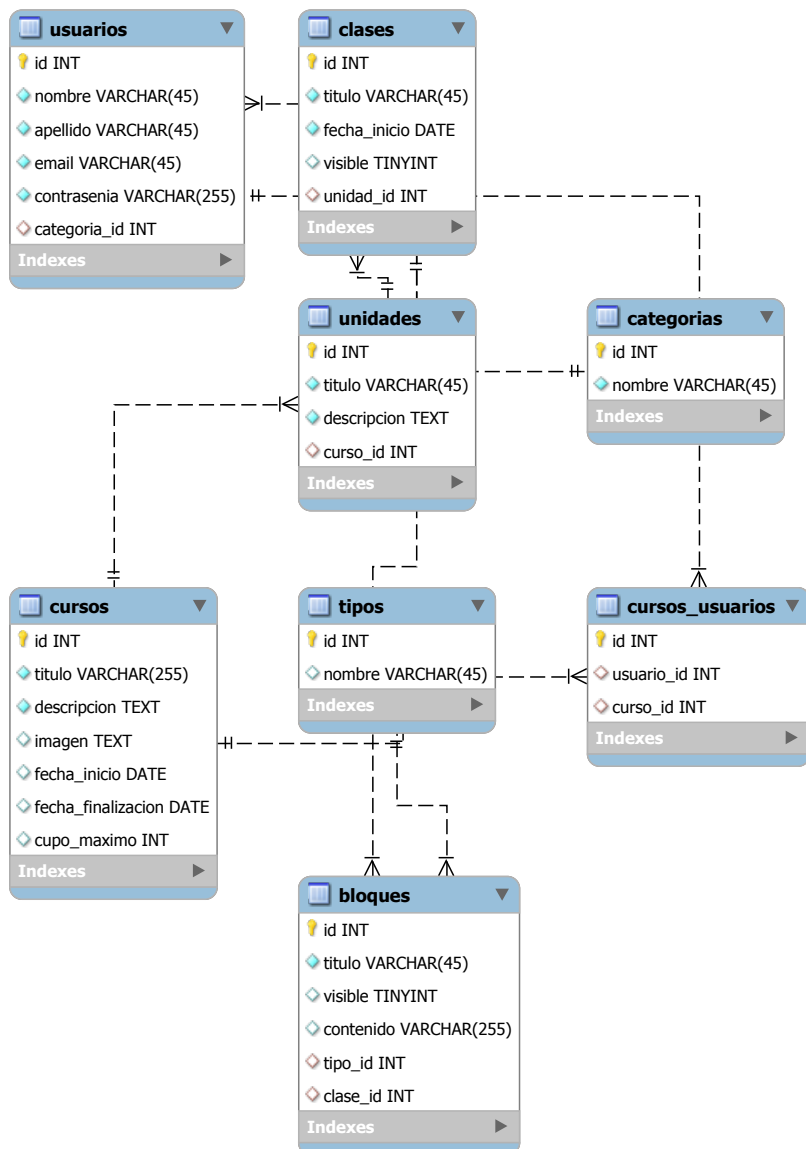 usuarios
id INT
nombre VARCHAR(45)
apellido VARCHAR(45)
email VARCHAR(45)
contrasenia VARCHAR(255)
categoria_id INT
Indexes
clases
id INT
titulo VARCHAR(45)
fecha_inicio DATE
visible TINYINT
unidad_id INT
Indexes
unidades
id INT
titulo VARCHAR(45)
descripcion TEXT
curso_id INT
Indexes
categorias
id INT
nombre VARCHAR(45)
Indexes
cursos
id INT
titulo VARCHAR(255)
descripcion TEXT
imagen TEXT
fecha_inicio DATE
fecha_finalizacion DATE
cupo_maximo INT
Indexes
tipos
id INT
nombre VARCHAR(45)
Indexes
cursos_usuarios
id INT
usuario_id INT
curso_id INT
Indexes
bloques
id INT
titulo VARCHAR(45)
visible TINYINT
contenido VARCHAR(255)
tipo_id INT
clase_id INT
Indexes